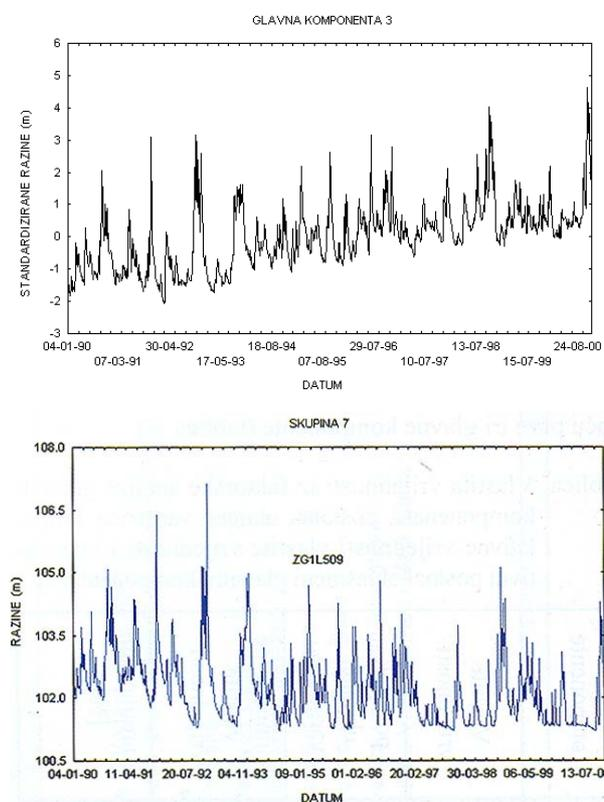 GLAVNA KOMPONENTA 3
STANDARDIZIRANE RAZINE (m)
6
5
4
3
2
1
0
-1
-2
-3
04-01-90 30-04-92 18-08-94 29-07-96 13-07-98 24-08-00
07-03-91 17-05-93 07-08-95 10-07-97 15-07-99
DATUM
SKUPINA 7
RAZINE (m)
108.0
106.5
105.0
103.5
102.0
100.5
ZG1L509
04-01-90 11-04-91 20-07-92 04-11-93 09-01-95 01-02-96 20-02-97 30-03-98 06-05-99 13-07-0
DATUM